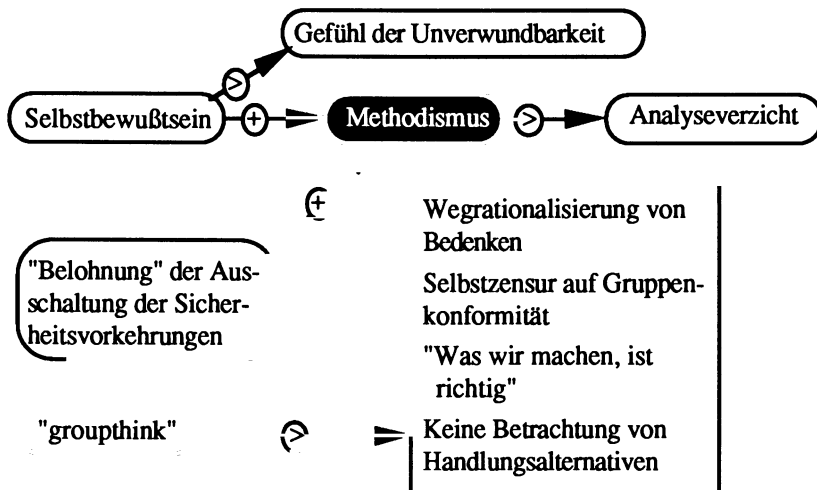 Gefühl der Unverwundbarkeit
>
Selbstbewußtsein + Methodismus > Analyseverzicht
+
Wegrationalisierung von
Bedenken
"Belohnung" der Aus-
schaltung der Sicher-
heitsvorkehrungen
Selbstzensur auf Gruppen-
konformität
"Was wir machen, ist
richtig"
"groupthink" >
Keine Betrachtung von
Handlungsalternativen